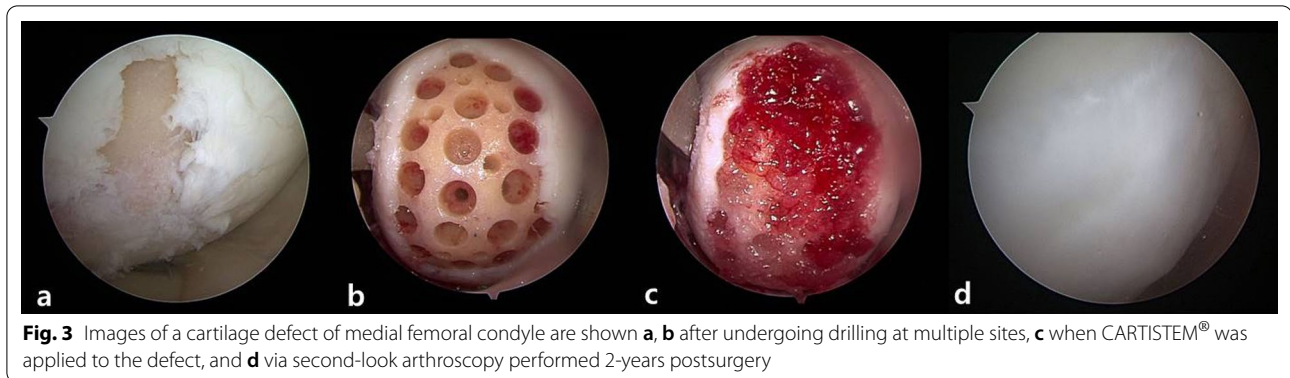 a b c d
Fig. 3 Images of a cartilage defect of medial femoral condyle are shown a, b after undergoing drilling at multiple sites, c when CARTISTEM® was
applied to the defect, and d via second-look arthroscopy performed 2-years postsurgery